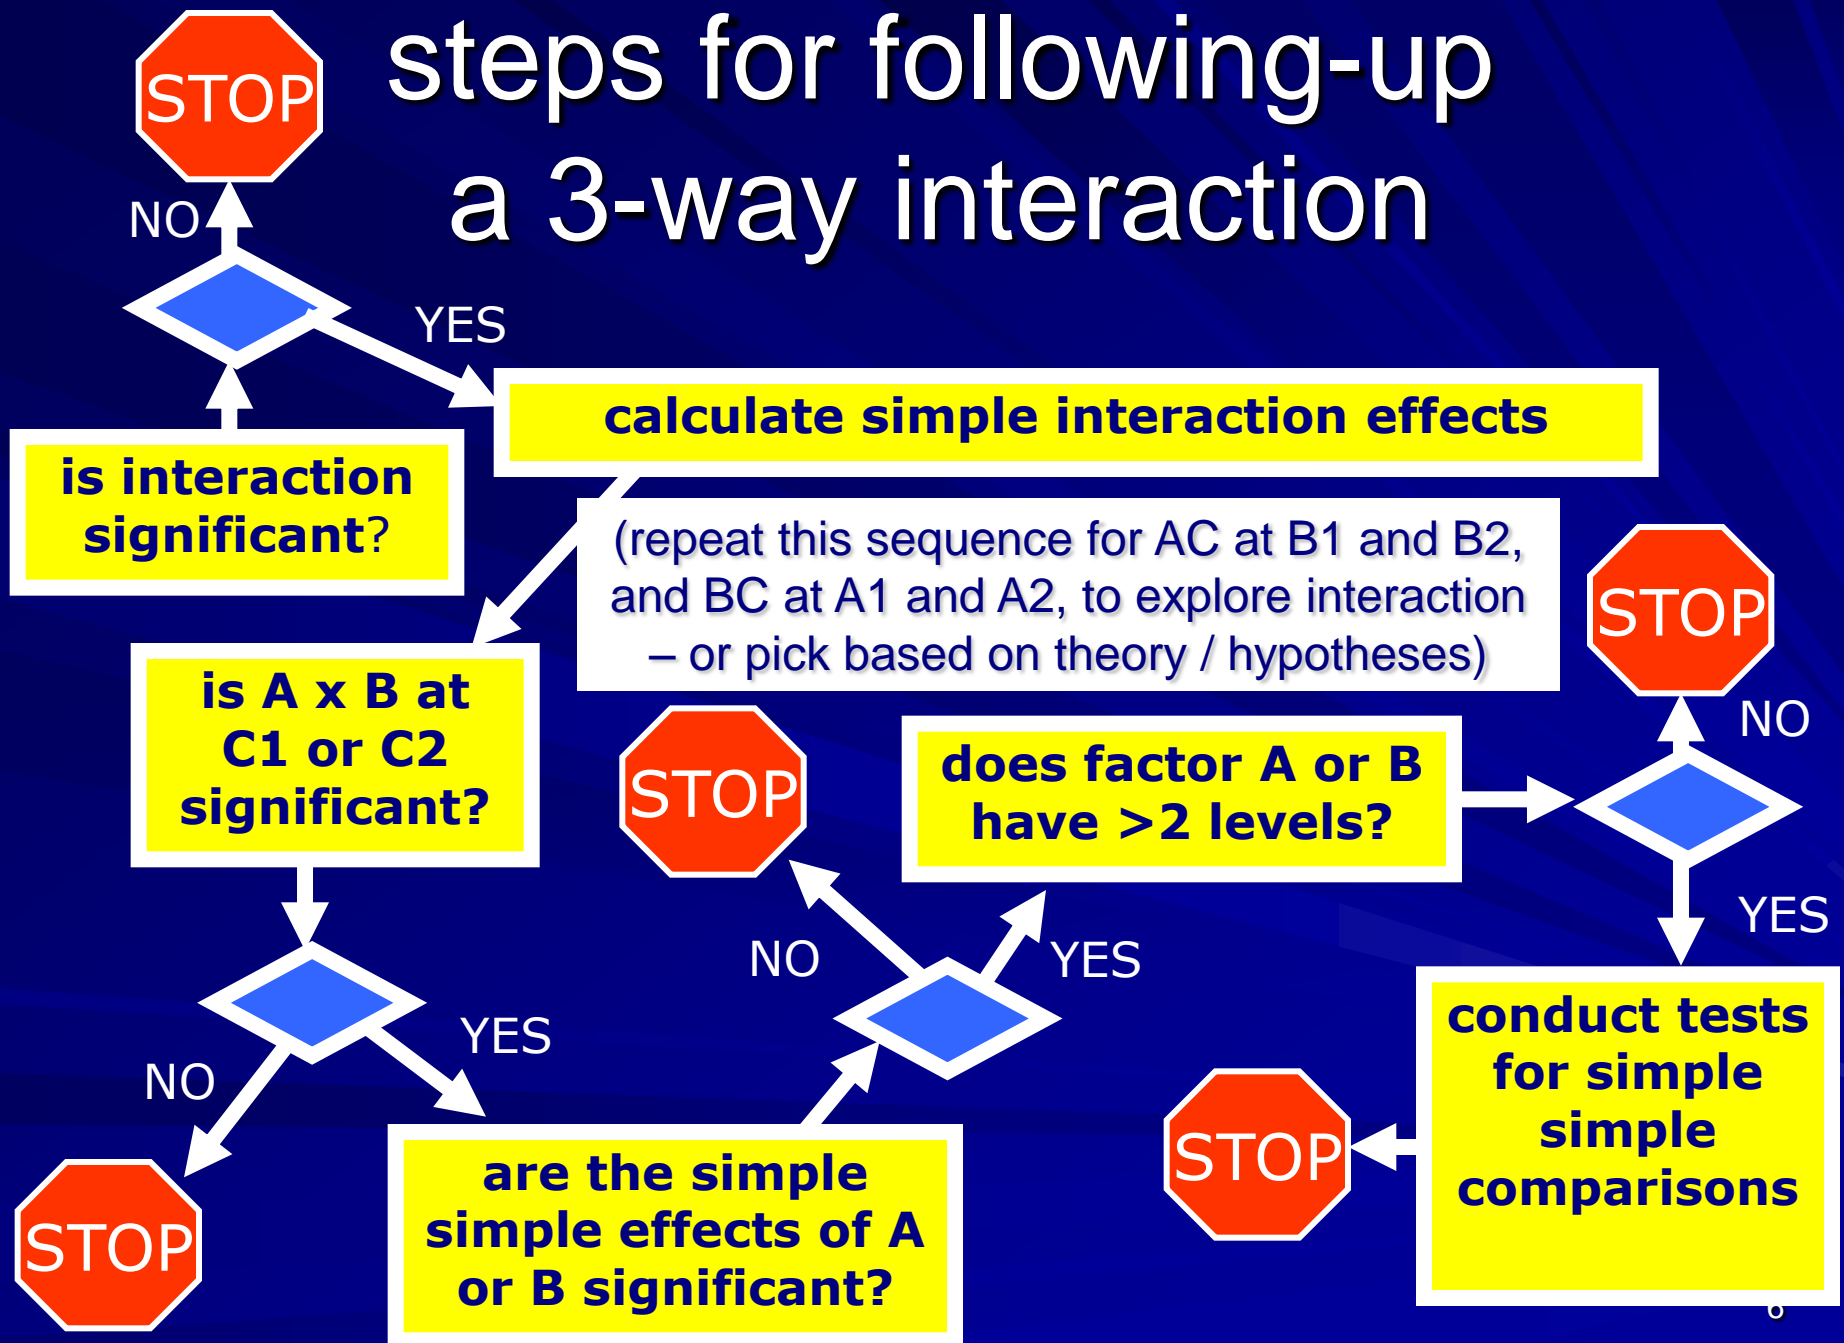 steps for following-up
a 3-way interaction
STOP
NO
YES
is interaction
significant?
calculate simple interaction effects
(repeat this sequence for AC at B1 and B2,
and BC at A1 and A2, to explore interaction
– or pick based on theory / hypotheses)
is A x B at
C1 or C2
significant?
NO
STOP
YES
are the simple
simple effects of A
or B significant?
NO
STOP
YES
does factor A or B
have >2 levels?
NO
STOP
YES
conduct tests
for simple
simple
comparisons
STOP
6